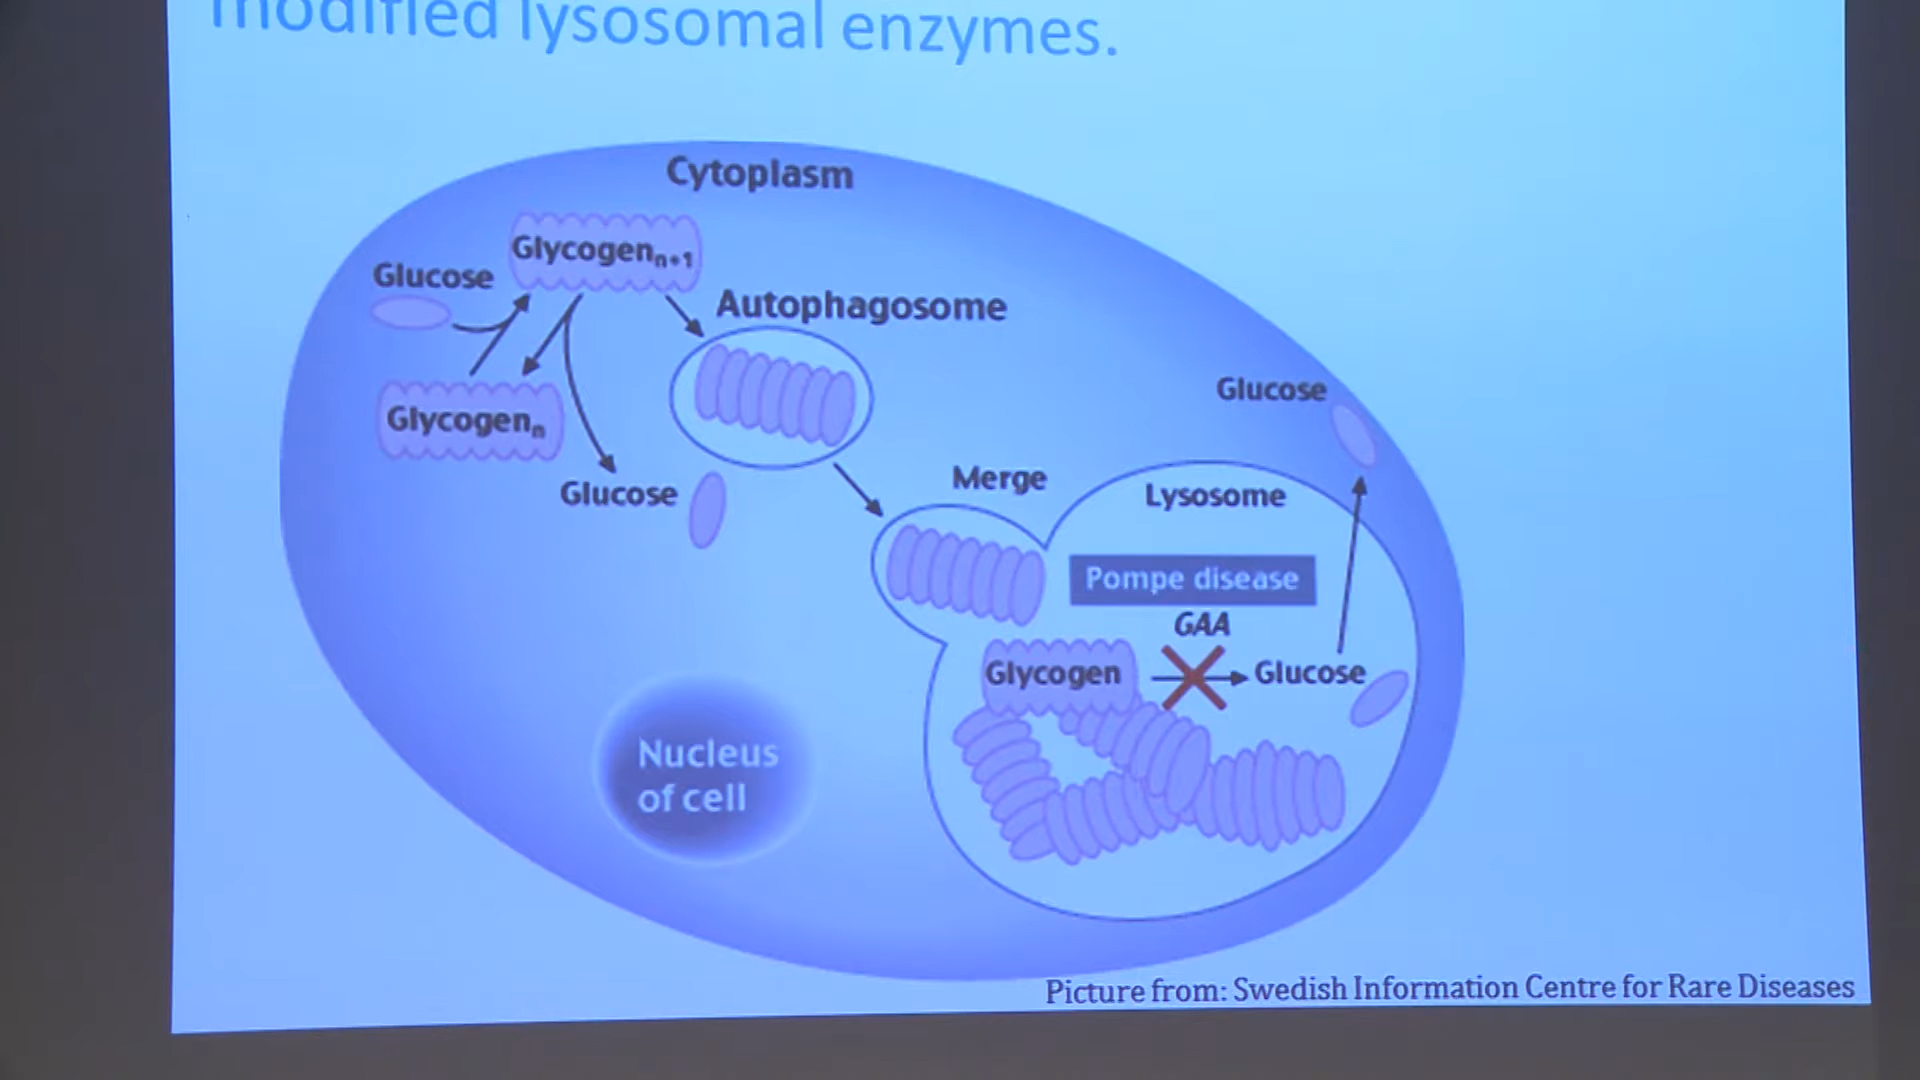 modified lysosomal enzymes.
Cytoplasm
Glycogenn+1
Glucose
Autophagosome
Glycogenn
Glucose
Glucose
Merge
Lysosome
Pompe disease
GAA
Glycogen
Glucose
Nucleus
of cell
Picture from: Swedish Information Centre for Rare Diseases